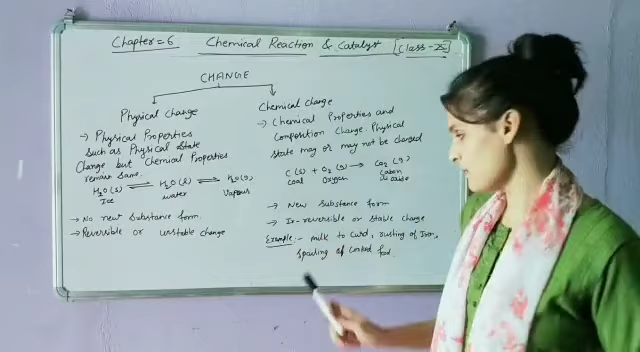 Chapter=6 Chemical Reaction & Catalyst [Class-IX]
CHANGE
Physical Change
→ Physical Properties
Such as Physical State
Change but Chemical Properties
remain same.
H₂O(s) ⇌ H₂O(l) ⇌ H₂O(g)
Ice water Vapours
→ No new Substance form.
→ Reversible or unstable change
Chemical change
→ Chemical Properties and
Composition Change. Physical
State may or may not be changed
C(s) + O₂(g) → CO₂(g)
Coal Oxygen Carbon
oxide
→ New substance form
→ Ir-reversible or stable change
Example:- milk to Curd, rusting of Iron,
Spoiling of food.